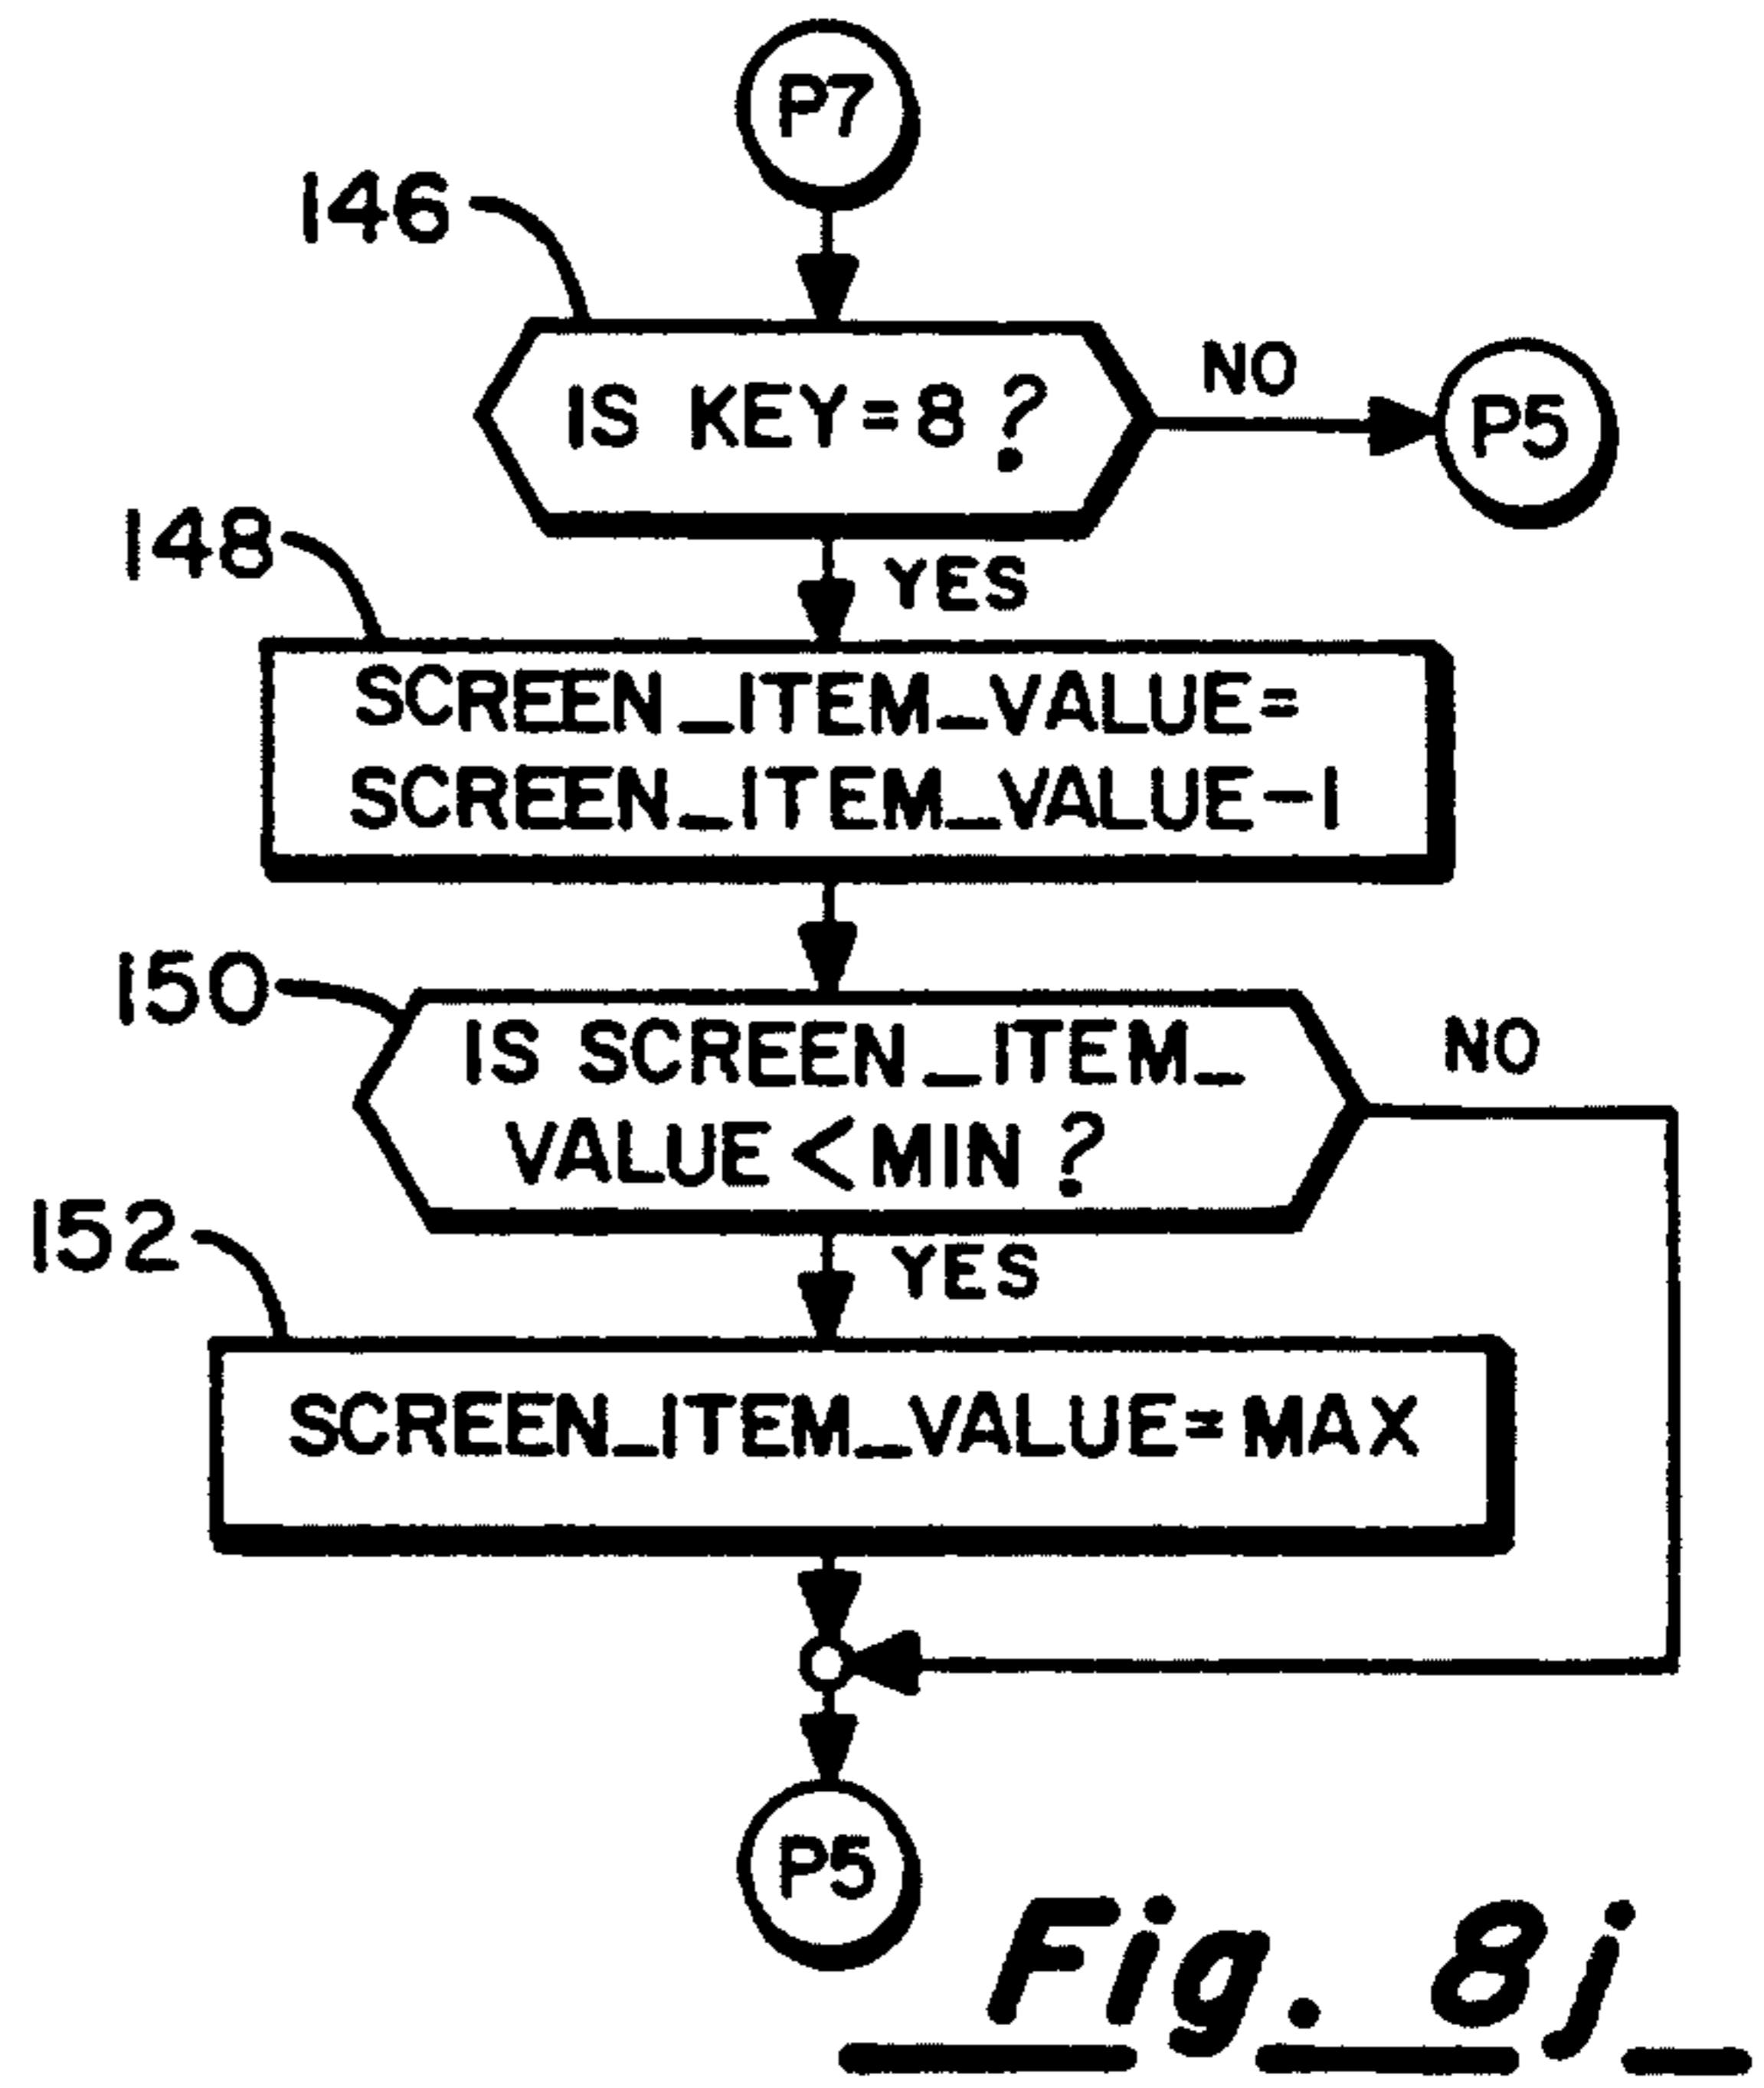 P7
146
IS KEY=8?
NO
P5
148
YES
SCREEN_ITEM_VALUE=
SCREEN_ITEM_VALUE-1
150
IS SCREEN_ITEM_
VALUE<MIN?
NO
152
YES
SCREEN_ITEM_VALUE=MAX
P5
Fig. 8j